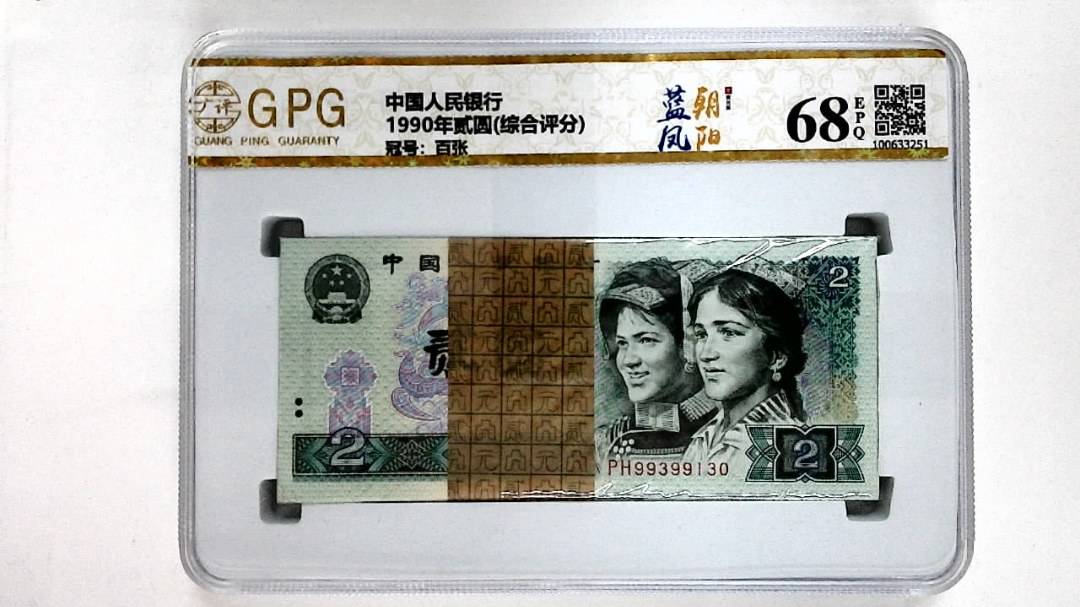 GPG
GUANG PING GUARANTY
中国人民银行
1990年贰圆(综合评分)
冠号：百张
蓝凤
朝阳
68
EPQ
100633251
中国
2
贰
2
PH99399130
2